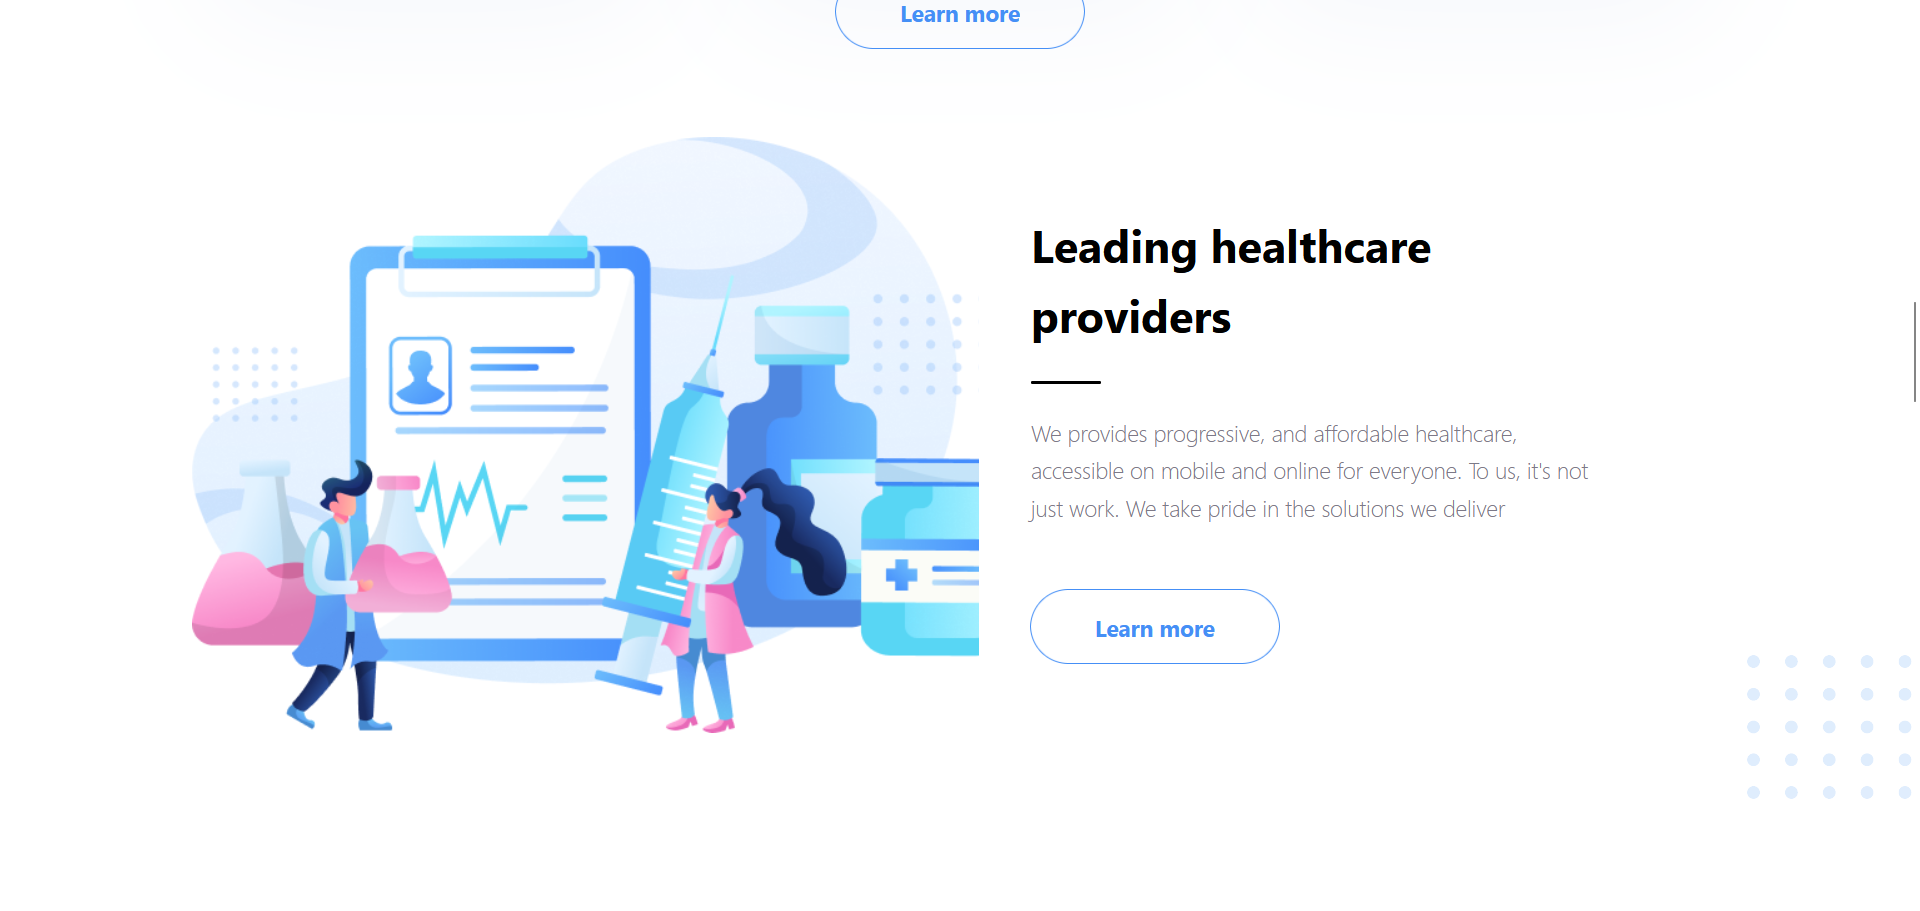 Learn more
Leading healthcare
providers
We provides progressive, and affordable healthcare,
accessible on mobile and online for everyone. To us, it's not
just work. We take pride in the solutions we deliver
Learn more